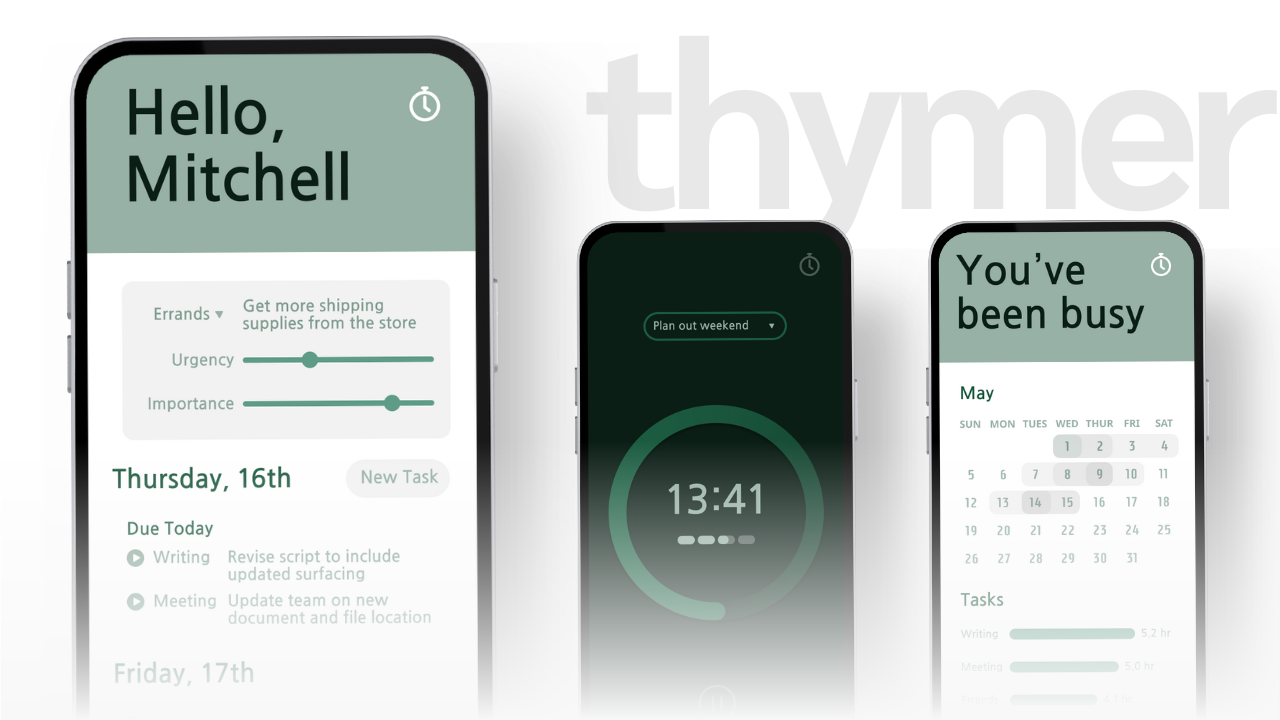 thymer
Hello,
Mitchell
Errands ▾
Get more shipping
supplies from the store
Urgency
Importance
Thursday, 16th
New Task
Due Today
Writing
Revise script to include
updated surfacing
Meeting
Update team on new
document and file location
Friday, 17th
Plan out weekend ▾
13:41
You've
been busy
May
SUN MON TUES WED THUR FRI SAT
1 2 3 4
5 6 7 8 9 10 11
12 13 14 15 16 17 18
19 20 21 22 23 24 25
26 27 28 29 30 31
Tasks
Writing 5.2 hr
Meeting 5.0 hr